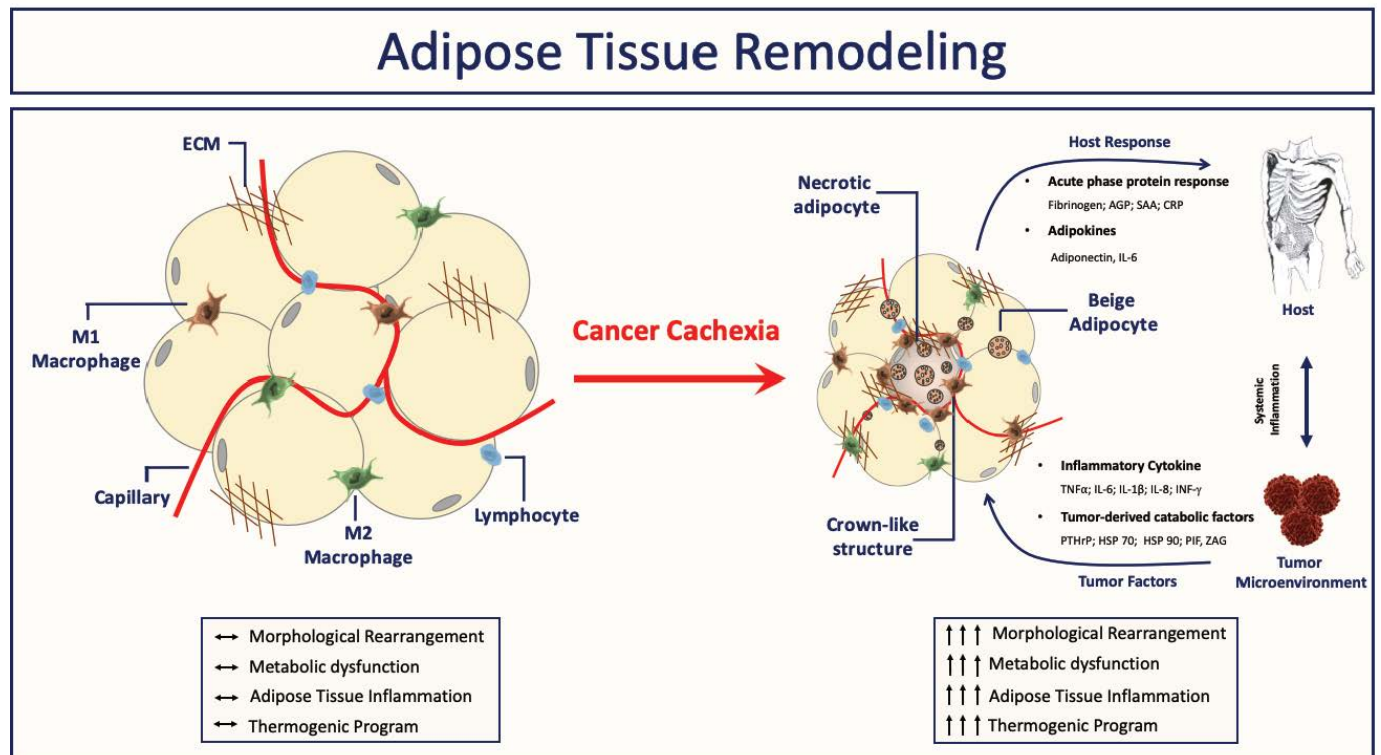 Adipose Tissue Remodeling
ECM
M1
Macrophage
Capillary
M2
Macrophage
Lymphocyte
↔ Morphological Rearrangement
↔ Metabolic dysfunction
↔ Adipose Tissue Inflammation
↔ Thermogenic Program
Cancer Cachexia
Necrotic
adipocyte
Beige
Adipocyte
Crown-like
structure
Host Response
• Acute phase protein response
Fibrinogen; AGP; SAA; CRP
• Adipokines
Adiponectin, IL-6
Host
Systemic
Inflammation
• Inflammatory Cytokine
TNFα; IL-6; IL-1β; IL-8; INF-γ
• Tumor-derived catabolic factors
PTHrP; HSP 70; HSP 90; PIF, ZAG
Tumor Factors
Tumor
Microenvironment
↑↑↑ Morphological Rearrangement
↑↑↑ Metabolic dysfunction
↑↑↑ Adipose Tissue Inflammation
↑↑↑ Thermogenic Program